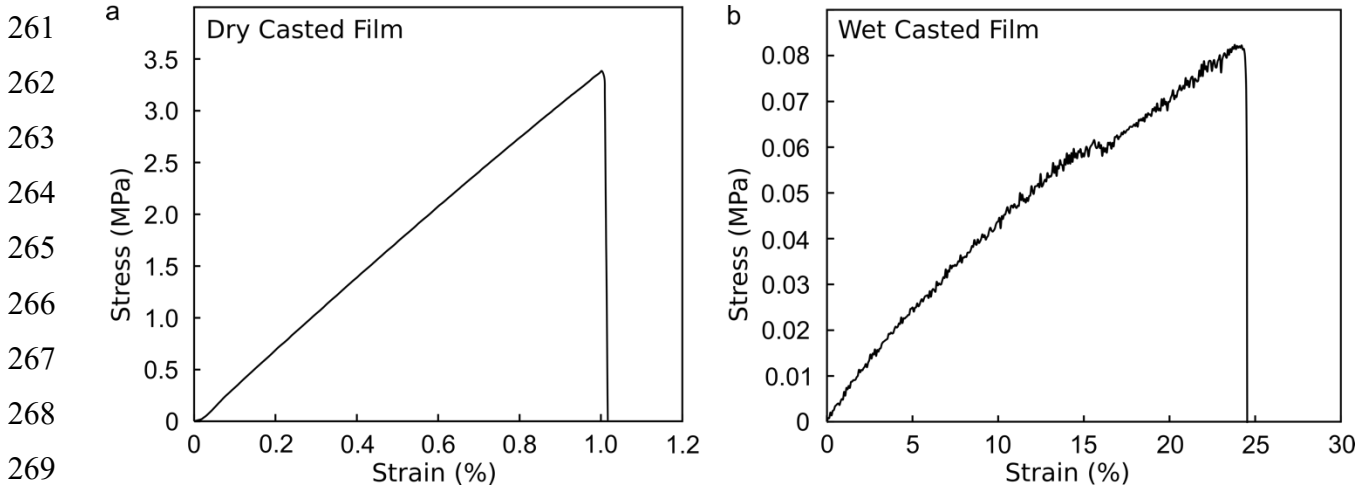 261
262
263
264
265
266
267
268
269
a
Dry Casted Film
Stress (MPa)
3.5
3.0
2.5
2.0
1.5
1.0
0.5
0
0 0.2 0.4 0.6 0.8 1.0 1.2
Strain (%)
b
Wet Casted Film
Stress (MPa)
0.08
0.07
0.06
0.05
0.04
0.03
0.02
0.01
0
0 5 10 15 20 25 30
Strain (%)